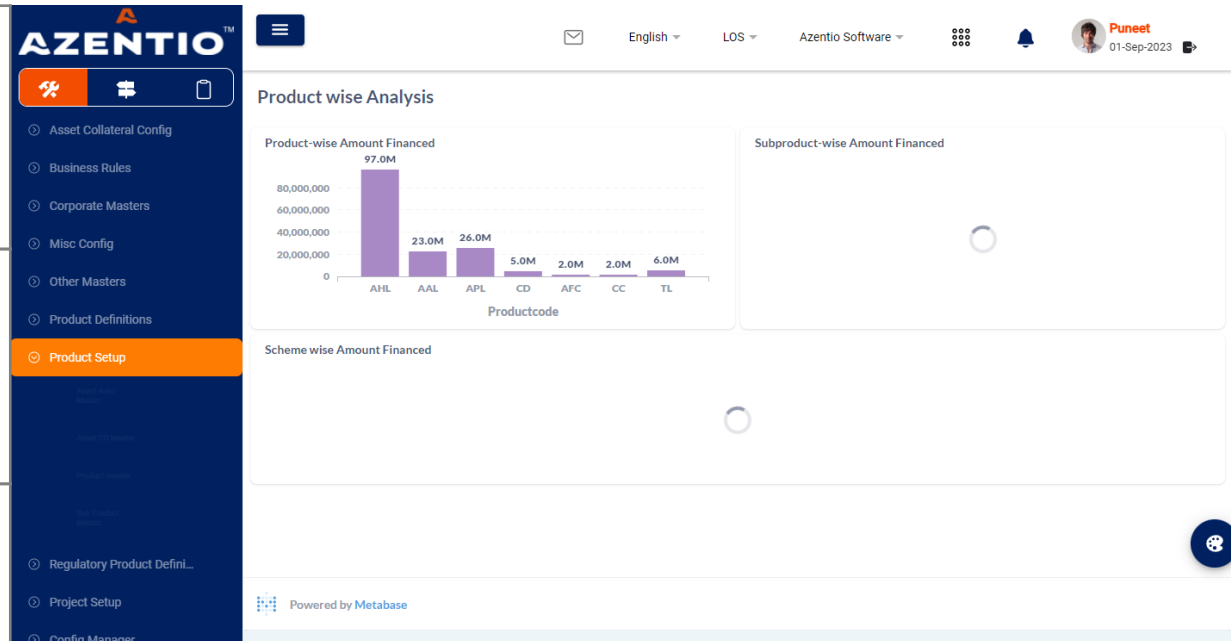 AZENTIO™
English
LOS
Azentio Software
Puneet
01-Sep-2023
Asset Collateral Config
Business Rules
Corporate Masters
Misc Config
Other Masters
Product Definitions
Product Setup
Product Master
Regulatory Product Defini...
Project Setup
Config Manager
Product wise Analysis
Product-wise Amount Financed
97.0M
80,000,000
60,000,000
40,000,000
23.0M 26.0M
20,000,000
5.0M 2.0M 2.0M 6.0M
0
AHL AAL APL CD AFC CC TL
Productcode
Subproduct-wise Amount Financed
Scheme wise Amount Financed
Powered by Metabase